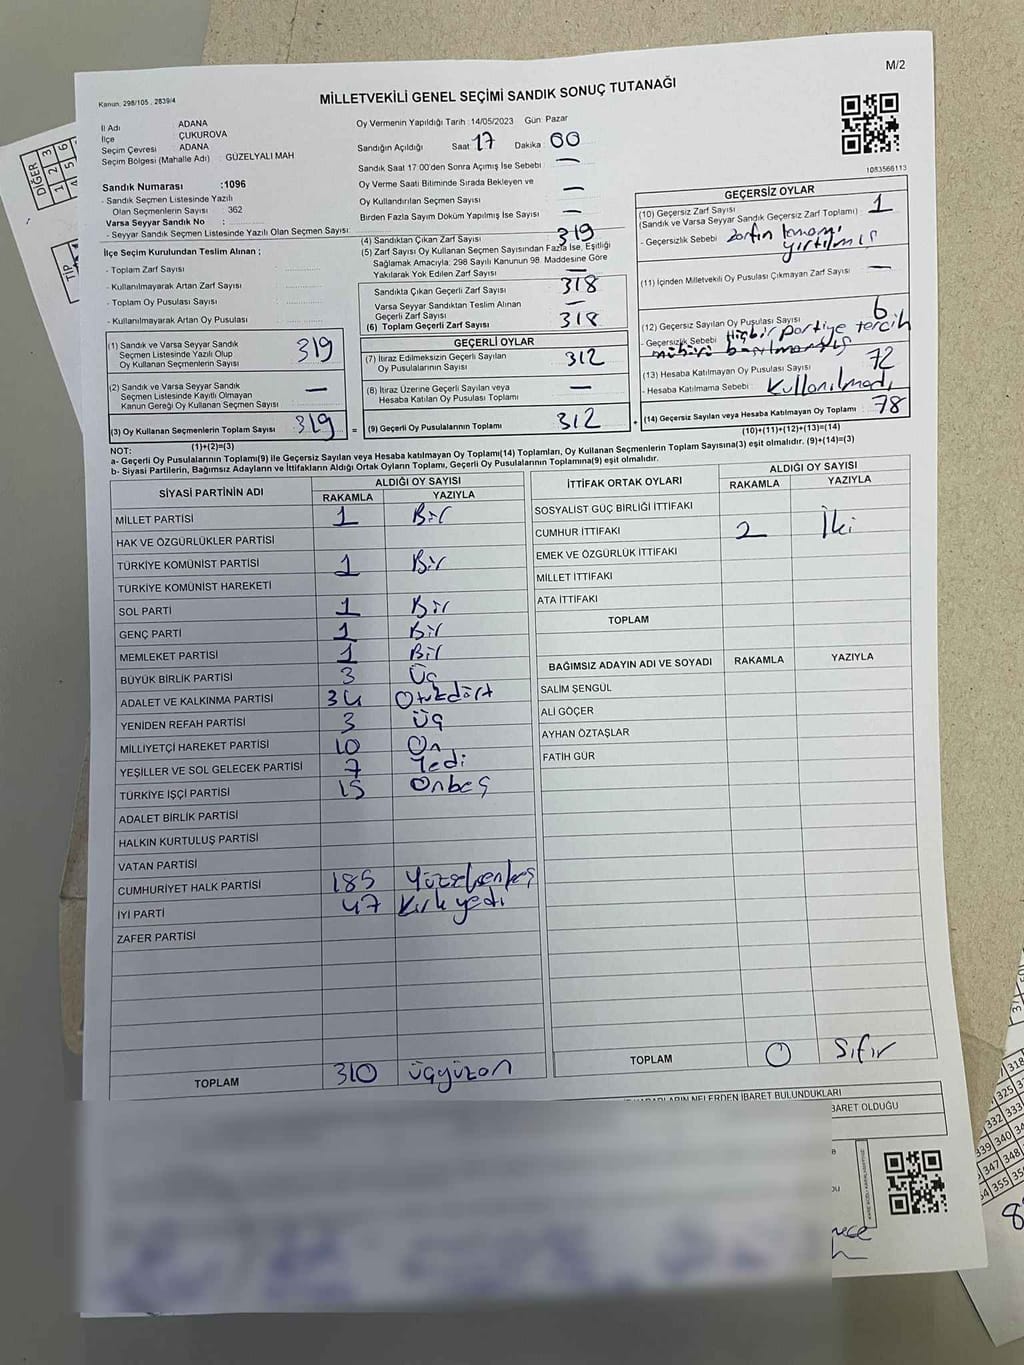 M/2
Kanun: 298/105 , 2839/4
MİLLETVEKİLİ GENEL SEÇİMİ SANDIK SONUÇ TUTANAĞI
İl Adı : ADANA
İlçe : ÇUKUROVA
Seçim Çevresi : ADANA
Seçim Bölgesi (Mahalle Adı) : GÜZELYALI MAH
Sandık Numarası :1096
- Sandık Seçmen Listesinde Yazılı
Olan Seçmenlerin Sayısı : 362
Varsa Seyyar Sandık No :
- Seyyar Sandık Seçmen Listesinde Yazılı Olan Seçmen Sayısı:
İlçe Seçim Kurulundan Teslim Alınan ;
- Toplam Zarf Sayısı :
- Kullanılmayarak Artan Zarf Sayısı :
- Toplam Oy Pusulası Sayısı :
- Kullanılmayarak Artan Oy Pusulası :
(1) Sandık ve Varsa Seyyar Sandık
Seçmen Listesinde Yazılı Olup
Oy Kullanan Seçmenlerin Sayısı 319
(2) Sandık ve Varsa Seyyar Sandık
Seçmen Listesinde Kayıtlı Olmayan
Kanun Gereği Oy Kullanan Seçmen Sayısı —
(3) Oy Kullanan Seçmenlerin Toplam Sayısı 319 =
(1)+(2)=(3)
Oy Vermenin Yapıldığı Tarih : 14/05/2023 Gün: Pazar
Sandığın Açıldığı Saat : 17 Dakika : 00
Sandık Saat 17:00'den Sonra Açılmış İse Sebebi : —
Oy Verme Saati Bitiminde Sırada Bekleyen ve
Oy Kullandırılan Seçmen Sayısı : —
Birden Fazla Sayım Döküm Yapılmış İse Sayısı : —
(4) Sandıktan Çıkan Zarf Sayısı 319
(5) Zarf Sayısı Oy Kullanan Seçmen Sayısından Fazla İse, Eşitliği
Sağlamak Amacıyla; 298 Sayılı Kanunun 98. Maddesine Göre
Yakılarak Yok Edilen Zarf Sayısı —
Sandıkta Çıkan Geçerli Zarf Sayısı 318
Varsa Seyyar Sandıktan Teslim Alınan
Geçerli Zarf Sayısı —
(6) Toplam Geçerli Zarf Sayısı 318
GEÇERLİ OYLAR
(7) İtiraz Edilmeksizin Geçerli Sayılan
Oy Pusulalarının Sayısı 312
(8) İtiraz Üzerine Geçerli Sayılan veya
Hesaba Katılan Oy Pusulası Toplamı —
(9) Geçerli Oy Pusulalarının Toplamı 312 +
1083566113
GEÇERSİZ OYLAR
(10) Geçersiz Zarf Sayısı
(Sandık ve Varsa Seyyar Sandık Geçersiz Zarf Toplamı) 1
- Geçersizlik Sebebi : Zarfın tamamı
yırtılmış
(11) İçinden Milletvekili Oy Pusulası Çıkmayan Zarf Sayısı —
(12) Geçersiz Sayılan Oy Pusulası Sayısı 6
- Geçersizlik Sebebi : Hiçbir partiye tercih
mührü basılmamış
(13) Hesaba Katılmayan Oy Pusulası Sayısı 72
- Hesaba Katılmama Sebebi : Kullanılmadı
(14) Geçersiz Sayılan veya Hesaba Katılmayan Oy Toplamı 78
(10)+(11)+(12)+(13)=(14)
NOT:
a- Geçerli Oy Pusulalarının Toplamı(9) ile Geçersiz Sayılan veya Hesaba katılmayan Oy Toplamı(14) Toplamları, Oy Kullanan Seçmenlerin Toplam Sayısına(3) eşit olmalıdır. (9)+(14)=(3)
b- Siyasi Partilerin, Bağımsız Adayların ve İttifakların Aldığı Ortak Oyların Toplamı, Geçerli Oy Pusulalarının Toplamına(9) eşit olmalıdır.
SİYASİ PARTİNİN ADI ALDIĞI OY SAYISI
RAKAMLA YAZIYLA
MİLLET PARTİSİ 1 Bir
HAK VE ÖZGÜRLÜKLER PARTİSİ
TÜRKİYE KOMÜNİST PARTİSİ 1 Bir
TÜRKİYE KOMÜNİST HAREKETİ
SOL PARTİ 1 Bir
GENÇ PARTİ 1 Bir
MEMLEKET PARTİSİ 1 Bir
BÜYÜK BİRLİK PARTİSİ 3 Üç
ADALET VE KALKINMA PARTİSİ 34 Otuzdört
YENİDEN REFAH PARTİSİ 3 Üç
MİLLİYETÇİ HAREKET PARTİSİ 10 On
YEŞİLLER VE SOL GELECEK PARTİSİ 7 Yedi
TÜRKİYE İŞÇİ PARTİSİ 15 Onbeş
ADALET BİRLİK PARTİSİ
HALKIN KURTULUŞ PARTİSİ
VATAN PARTİSİ
CUMHURİYET HALK PARTİSİ 185 Yüzseksenbeş
İYİ PARTİ 47 Kırkyedi
ZAFER PARTİSİ
TOPLAM 310 Üçyüzon
İTTİFAK ORTAK OYLARI ALDIĞI OY SAYISI
RAKAMLA YAZIYLA
SOSYALİST GÜÇ BİRLİĞİ İTTİFAKI
CUMHUR İTTİFAKI 2 İki
EMEK VE ÖZGÜRLÜK İTTİFAKI
MİLLET İTTİFAKI
ATA İTTİFAKI
TOPLAM
BAĞIMSIZ ADAYIN ADI VE SOYADI RAKAMLA YAZIYLA
SALİM ŞENGÜL
ALİ GÖÇER
AYHAN ÖZTAŞLAR
FATİH GÜR
TOPLAM 0 Sıfır
NELERDEN İBARET BULUNDUKLARI
BARET OLDUĞU
DİĞER
TİP